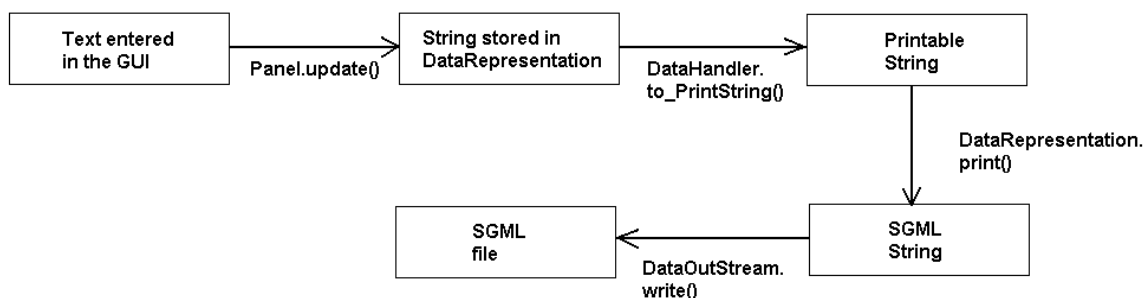 Text entered
in the GUI
Panel.update()
String stored in
DataRepresentation
DataHandler.
to_PrintString()
Printable
String
DataRepresentation.
print()
SGML
String
DataOutStream.
write()
SGML
file